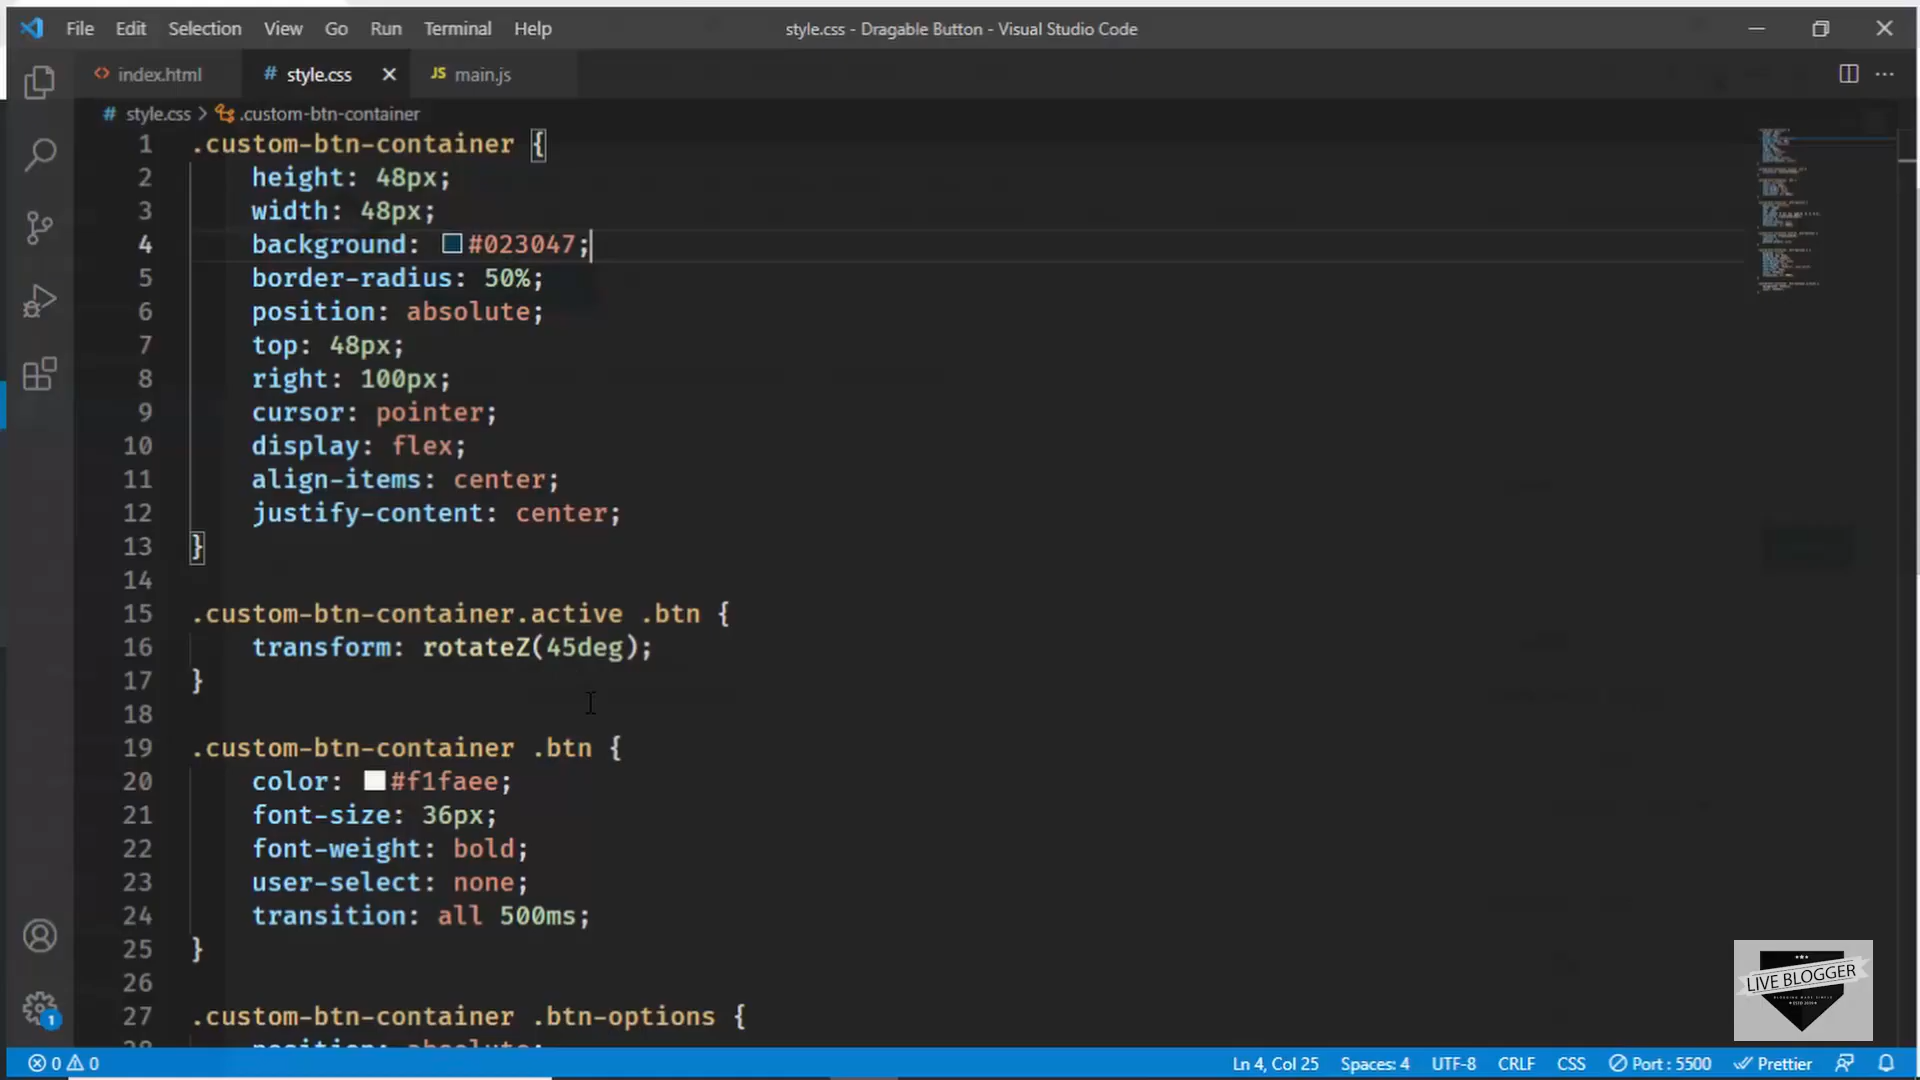 File Edit Selection View Go Run Terminal Help style.css - Dragable Button - Visual Studio Code
<> index.html # style.css × JS main.js ···
# style.css > .custom-btn-container
1 .custom-btn-container {
2 height: 48px;
3 width: 48px;
4 background: #023047;
5 border-radius: 50%;
6 position: absolute;
7 top: 48px;
8 right: 100px;
9 cursor: pointer;
10 display: flex;
11 align-items: center;
12 justify-content: center;
13 }
14
15 .custom-btn-container.active .btn {
16 transform: rotateZ(45deg);
17 }
18
19 .custom-btn-container .btn {
20 color: #f1faee;
21 font-size: 36px;
22 font-weight: bold;
23 user-select: none;
24 transition: all 500ms;
25 }
26
27 .custom-btn-container .btn-options {
28 position: absolute;
1
LIVE BLOGGER
0 0 Ln 4, Col 25 Spaces: 4 UTF-8 CRLF CSS Port : 5500 Prettier